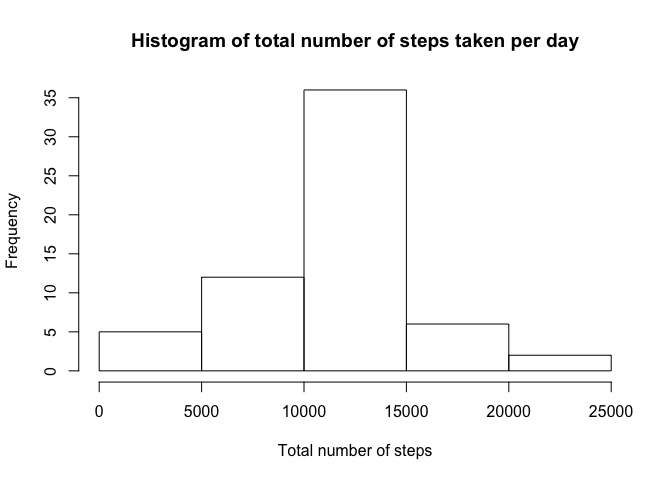 Histogram of total number of steps taken per day
Frequency
35
30
25
20
15
10
5
0
0 5000 10000 15000 20000 25000
Total number of steps